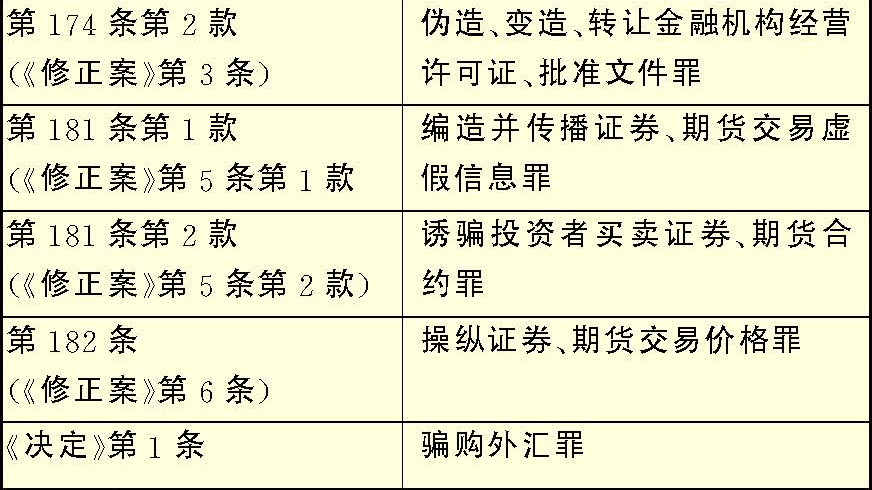 第 174 条第 2 款
(《修正案》第 3 条)
伪造、变造、转让金融机构经营
许可证、批准文件罪
第 181 条第 1 款
(《修正案》第 5 条第 1 款
编造并传播证券、期货交易虚
假信息罪
第 181 条第 2 款
(《修正案》第 5 条第 2 款)
诱骗投资者买卖证券、期货合
约罪
第 182 条
(《修正案》第 6 条)
操纵证券、期货交易价格罪
《决定》第 1 条
骗购外汇罪